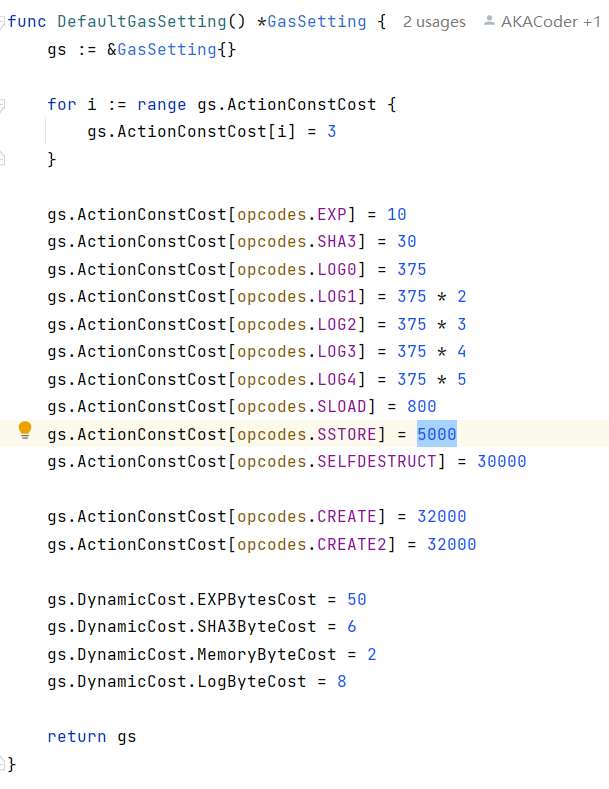 func DefaultGasSetting() *GasSetting { 2 usages AKACoder +1
gs := &GasSetting{}
for i := range gs.ActionConstCost {
gs.ActionConstCost[i] = 3
}
gs.ActionConstCost[opcodes.EXP] = 10
gs.ActionConstCost[opcodes.SHA3] = 30
gs.ActionConstCost[opcodes.LOG0] = 375
gs.ActionConstCost[opcodes.LOG1] = 375 * 2
gs.ActionConstCost[opcodes.LOG2] = 375 * 3
gs.ActionConstCost[opcodes.LOG3] = 375 * 4
gs.ActionConstCost[opcodes.LOG4] = 375 * 5
gs.ActionConstCost[opcodes.SLOAD] = 800
gs.ActionConstCost[opcodes.SSTORE] = 5000
gs.ActionConstCost[opcodes.SELFDESTRUCT] = 30000
gs.ActionConstCost[opcodes.CREATE] = 32000
gs.ActionConstCost[opcodes.CREATE2] = 32000
gs.DynamicCost.EXPBytesCost = 50
gs.DynamicCost.SHA3ByteCost = 6
gs.DynamicCost.MemoryByteCost = 2
gs.DynamicCost.LogByteCost = 8
return gs
}